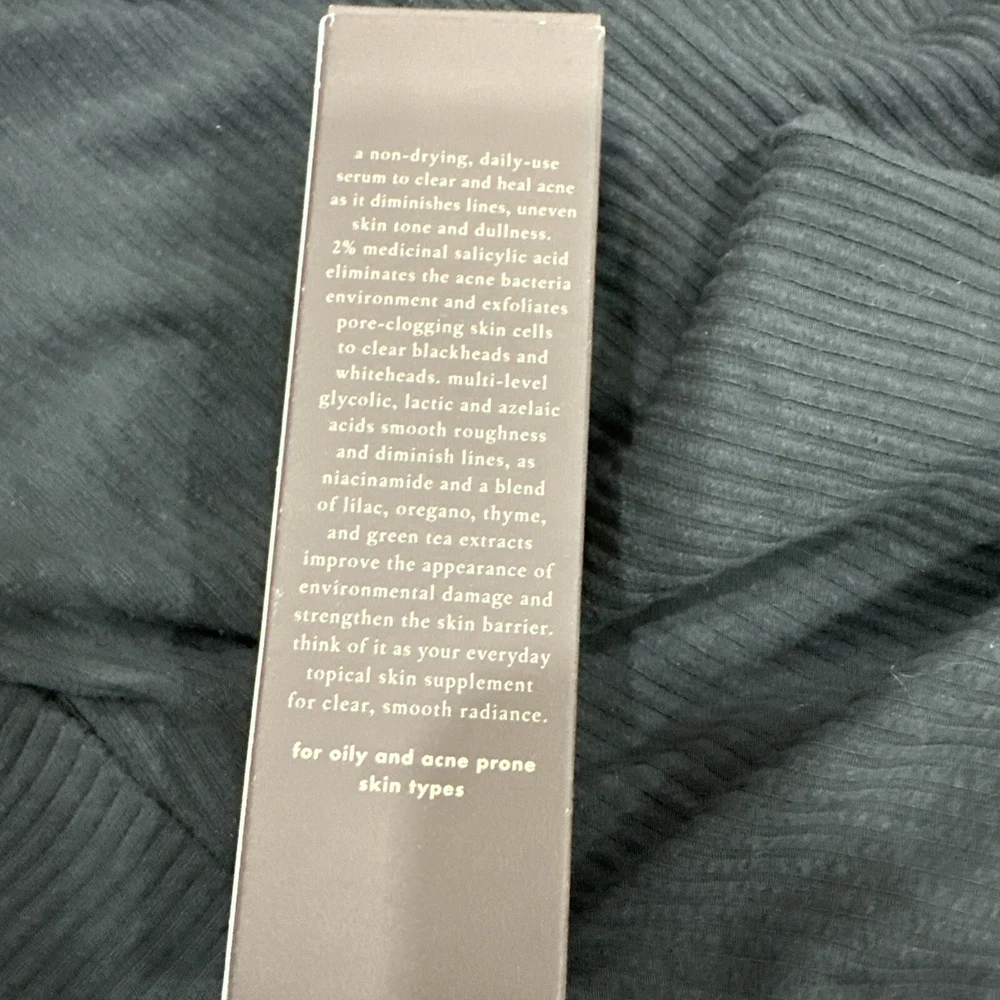 a non-drying, daily-use
serum to clear and heal acne
as it diminishes lines, uneven
skin tone and dullness.
2% medicinal salicylic acid
eliminates the acne bacteria
environment and exfoliates
pore-clogging skin cells
to clear blackheads and
whiteheads. multi-level
glycolic, lactic and azelaic
acids smooth roughness
and diminish lines, as
niacinamide and a blend
of lilac, oregano, thyme,
and green tea extracts
improve the appearance of
environmental damage and
strengthen the skin barrier.
think of it as your everyday
topical skin supplement
for clear, smooth radiance.
for oily and acne prone
skin types